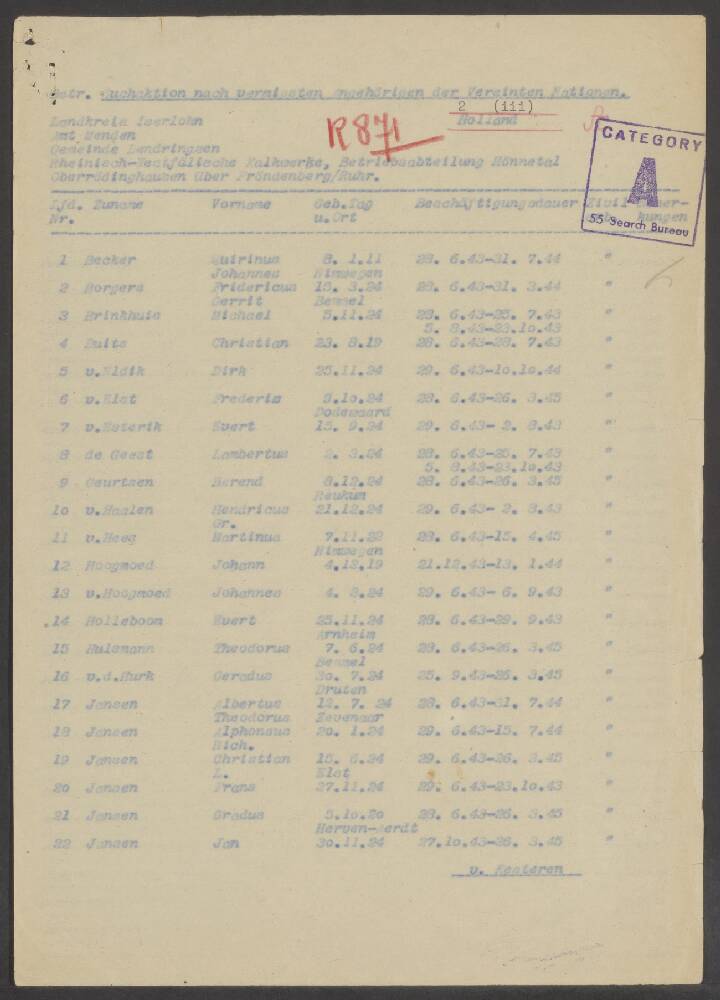 Betr. Suchaktion nach vermissten Angehörigen der Vereinten Nationen.
2 (iii)
Landkreis Iserlohn Holland
Amt Menden R 871
Gemeinde Lendringsen
Rheinisch-Westfälische Kalkwerke, Betriebsabteilung Hönnetal
Oberrödinghausen über Fröndenberg/Ruhr.
CATEGORY
A
55 Search Bureau
Lfd. Zuname Vorname Geb.Tag Beschäftigungsdauer Zivil
Nr. u.Ort kungen
1 Becker Quirinus 8. 1.11 28. 6.43-31. 7.44 "
Johannes Nimwegen
2 Borgers Fridericus 15. 3.24 28. 6.43-31. 3.44 "
Gerrit Bemmel
3 Brinkhuis Michael 5.11.24 28. 6.43-25. 7.43 "
5. 8.43-23.10.43
4 Buits Christian 23. 8.19 28. 6.43-28. 7.43 "
5 v.Eldik Dirk 25.11.24 29. 6.43-10.10.44 "
6 v.Elst Frederis 9.10.24 28. 6.43-26. 3.45 "
Dodewaard
7 v.Esterik Evert 15. 9.24 29. 6.43- 2. 8.43 "
8 de Geest Lambertus 2. 3.24 28. 6.43-25. 7.43 "
5. 8.43-23.10.43
9 Geurtsen Berend 8.12.24 28. 6.43-26. 3.45 "
Heukum
10 v.Haalen Hendricus 21.12.24 29. 6.43- 2. 8.43 "
Gr.
11 v.Heeg Martinus 7.11.22 28. 6.43-15. 4.45 "
Nimwegen
12 Hoogmoed Johann 4.12.19 21.12.43-13. 1.44 "
13 v.Hoogmoed Johannes 4. 2.24 29. 6.43- 6. 9.43 "
14 Holleboom Evert 25.11.24 28. 6.43-29. 9.43 "
Arnheim
15 Hulsmann Theodorus 7. 6.24 28. 6.43-26. 3.45 "
Bemmel
16 v.d.Hurk Geradus 30. 7.24 25. 9.43-25. 3.45 "
Druten
17 Jansen Albertus 12. 7. 24 28. 6.43-31. 7.44 "
Theodorus Zevenaar
18 Jansen Alphonsus 20. 1.24 29. 6.43-15. 7.44 "
Rich.
19 Jansen Christian 15. 6.24 29. 6.43-26. 3.45 "
L. Elst
20 Jansen Frans 27.11.24 29. 6.43-23.10.43 "
21 Jansen Gradus 5.10.20 28. 6.43-26. 3.45 "
Herven-Aerdt
22 Jansen Jan 30.11.24 27.10.43-26. 3.45 "
v. Kesteren